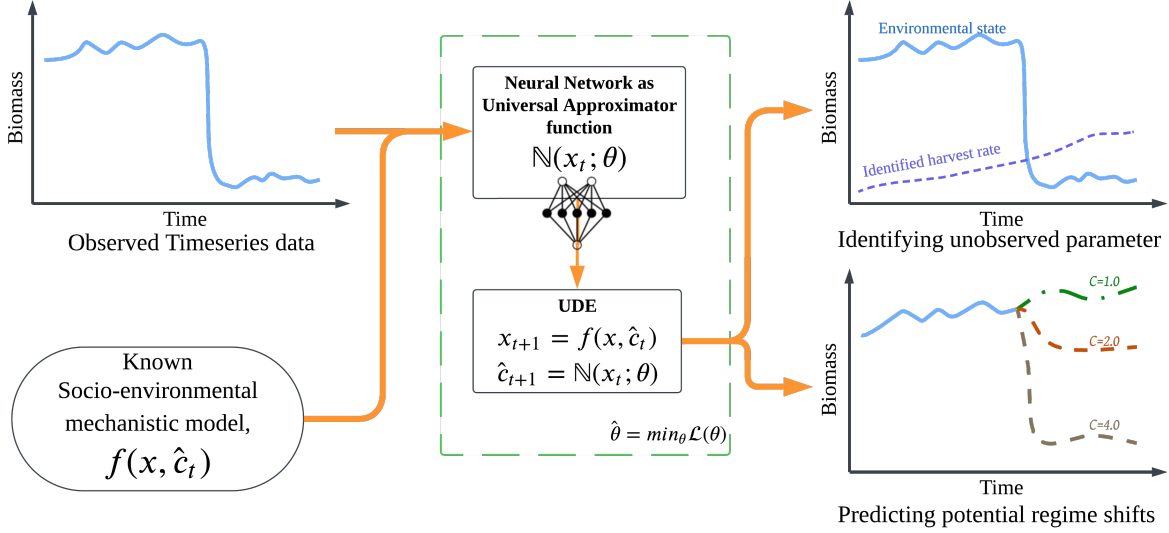 Biomass
Time
Observed Timeseries data
Known
Socio-environmental
mechanistic model,
f(x, ĉ_t)
Neural Network as
Universal Approximator
function
ℕ(x_t; θ)
UDE
x_{t+1} = f(x, ĉ_t)
ĉ_{t+1} = ℕ(x_t; θ)
θ̂ = min_θ ℒ(θ)
Environmental state
Biomass
Identified harvest rate
Time
Identifying unobserved parameter
C=1.0
C=2.0
Biomass
C=4.0
Time
Predicting potential regime shifts